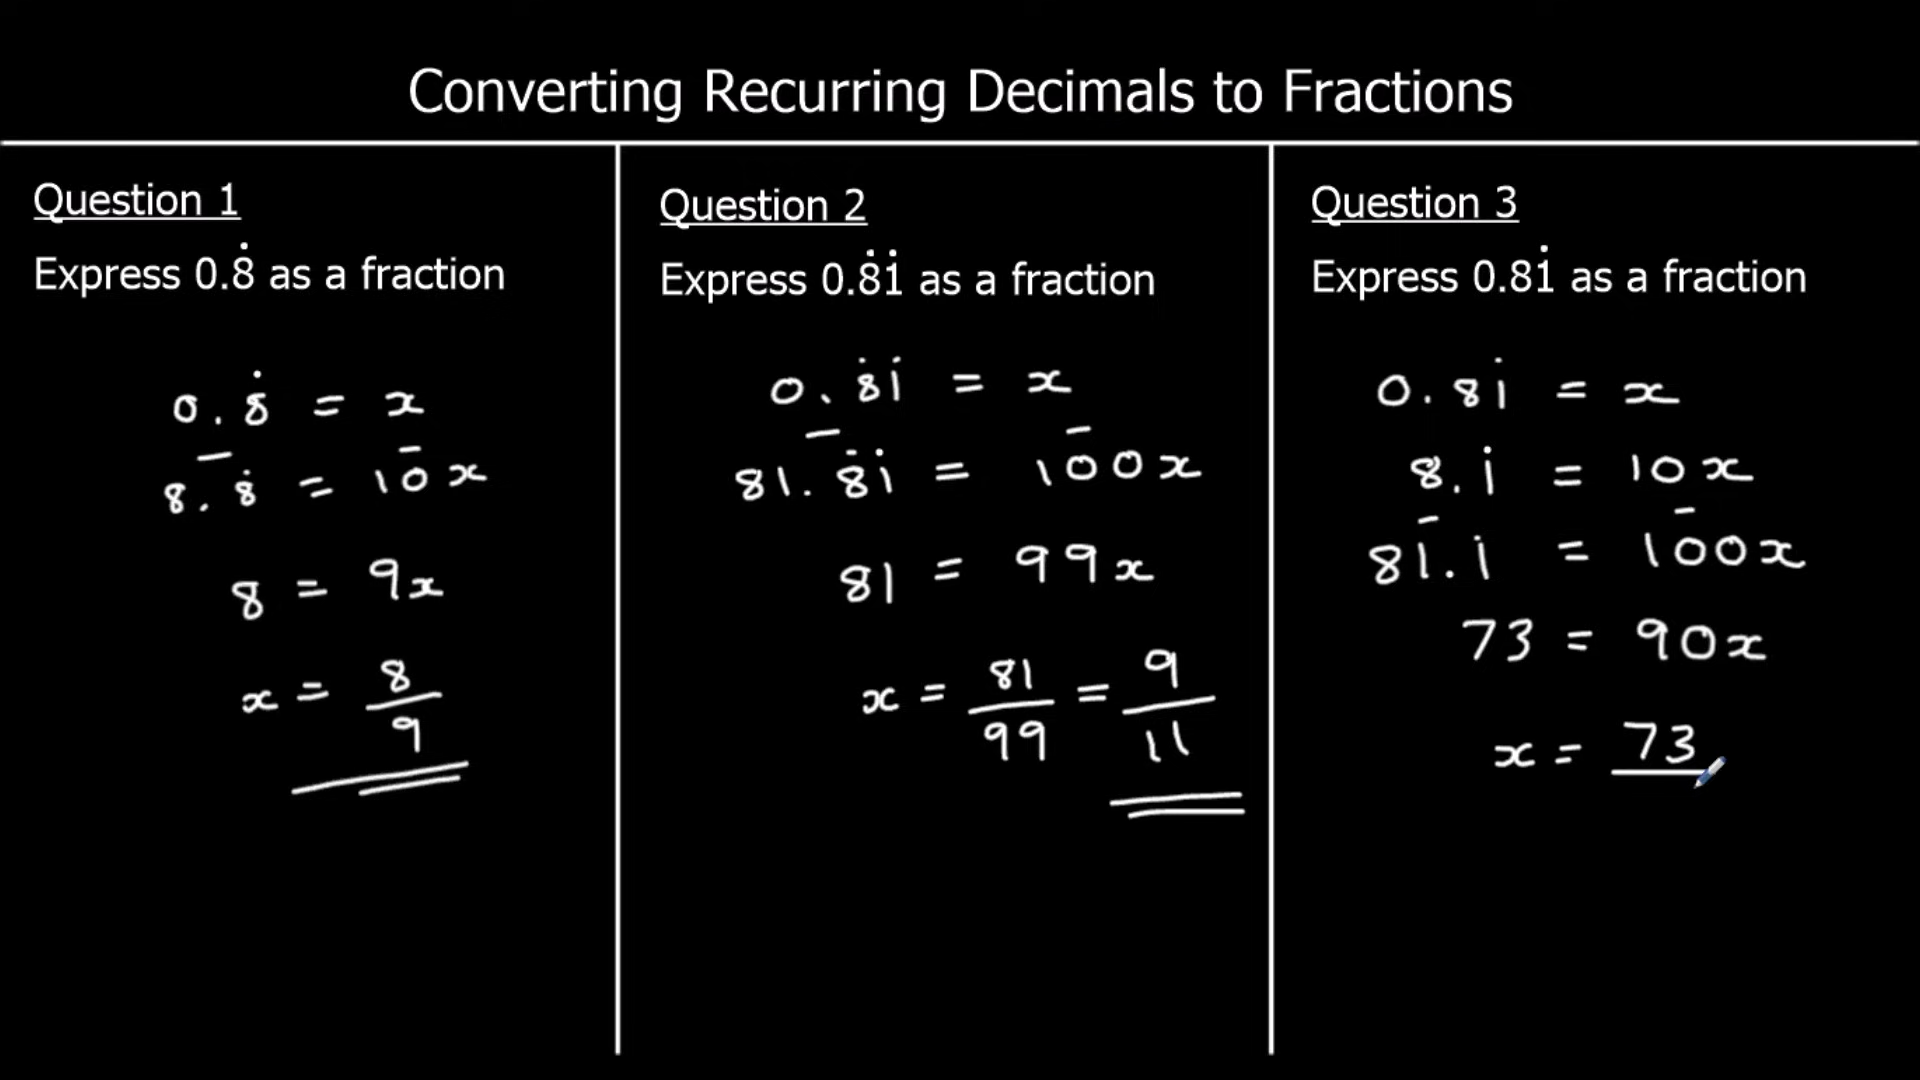 Converting Recurring Decimals to Fractions
Question 1
Express 0.8̇ as a fraction
0.8̇ = x
8.8̇ = 10x
8 = 9x
x = 8/9
Question 2
Express 0.8̇1̇ as a fraction
0.8̇1̇ = x
81.8̇1̇ = 100x
81 = 99x
x = 81/99 = 9/11
Question 3
Express 0.81̇ as a fraction
0.81̇ = x
8.1̇ = 10x
81.1̇ = 100x
73 = 90x
x = 73